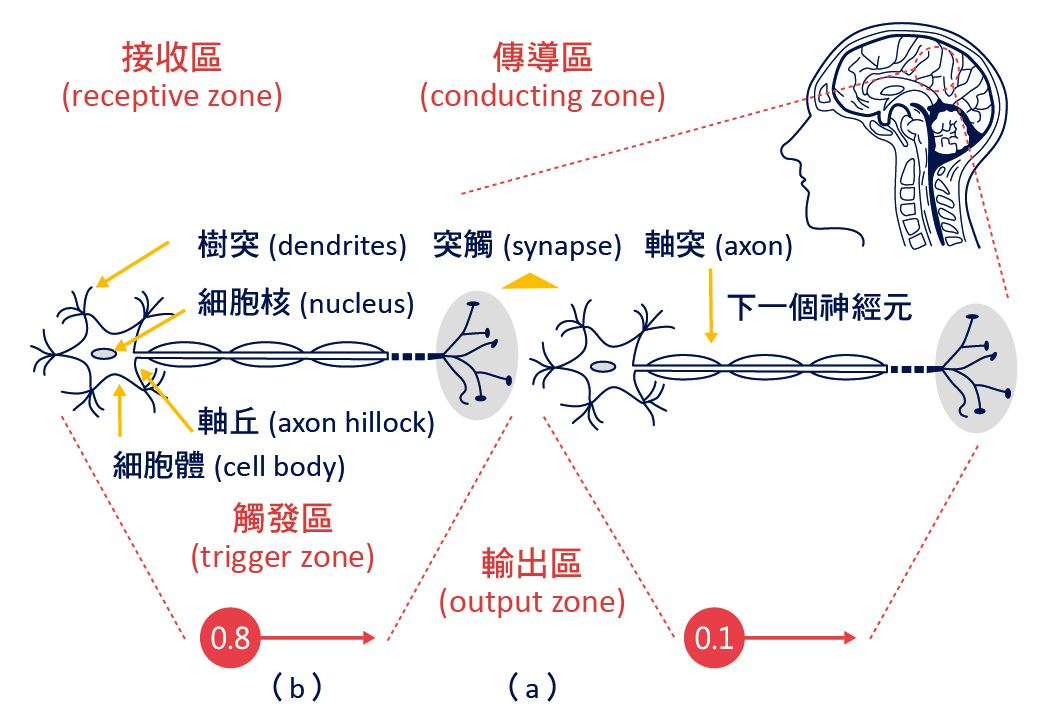 接收區
(receptive zone)
傳導區
(conducting zone)
樹突 (dendrites)
突觸 (synapse)
軸突 (axon)
細胞核 (nucleus)
下一個神經元
軸丘 (axon hillock)
細胞體 (cell body)
觸發區
(trigger zone)
輸出區
(output zone)
0.8
0.1
（b）
（a）